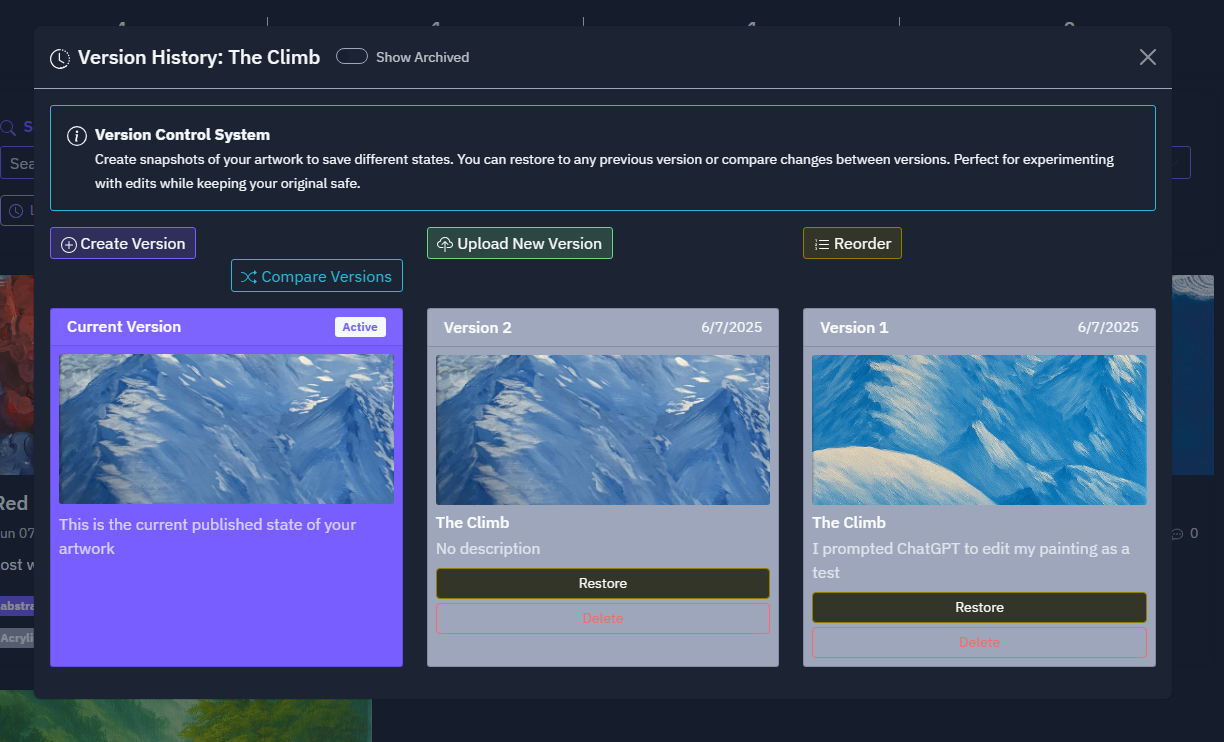 Version History: The Climb
Show Archived
Version Control System
Create snapshots of your artwork to save different states. You can restore to any previous version or compare changes between versions. Perfect for experimenting
with edits while keeping your original safe.
Create Version
Upload New Version
Reorder
Compare Versions
Current Version
Active
This is the current published state of your
artwork
Version 2
6/7/2025
The Climb
No description
Restore
Delete
Version 1
6/7/2025
The Climb
I prompted ChatGPT to edit my painting as a
test
Restore
Delete
Sea
Red
un 07
ost w
abstra
Acryli
0